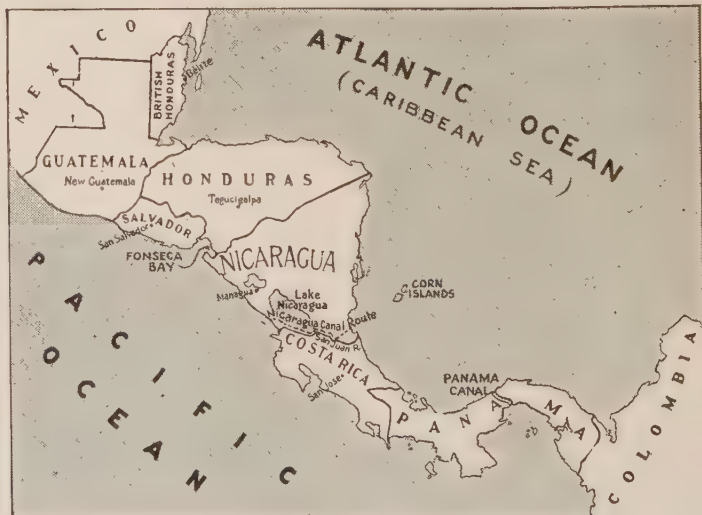 MEXICO
ATLANTIC OCEAN
(CARIBBEAN SEA)
BRITISH HONDURAS
Belize
GUATEMALA
New Guatemala
HONDURAS
Tegucigalpa
SALVADOR
San Salvador
FONSECA
BAY
NICARAGUA
Managua
Lake
Nicaragua
Nicaragua Canal Route
San Juan R.
CORN
ISLANDS
COSTA RICA
San Jose
PANAMA
CANAL
PANAMA
COLOMBIA
PACIFIC
OCEAN